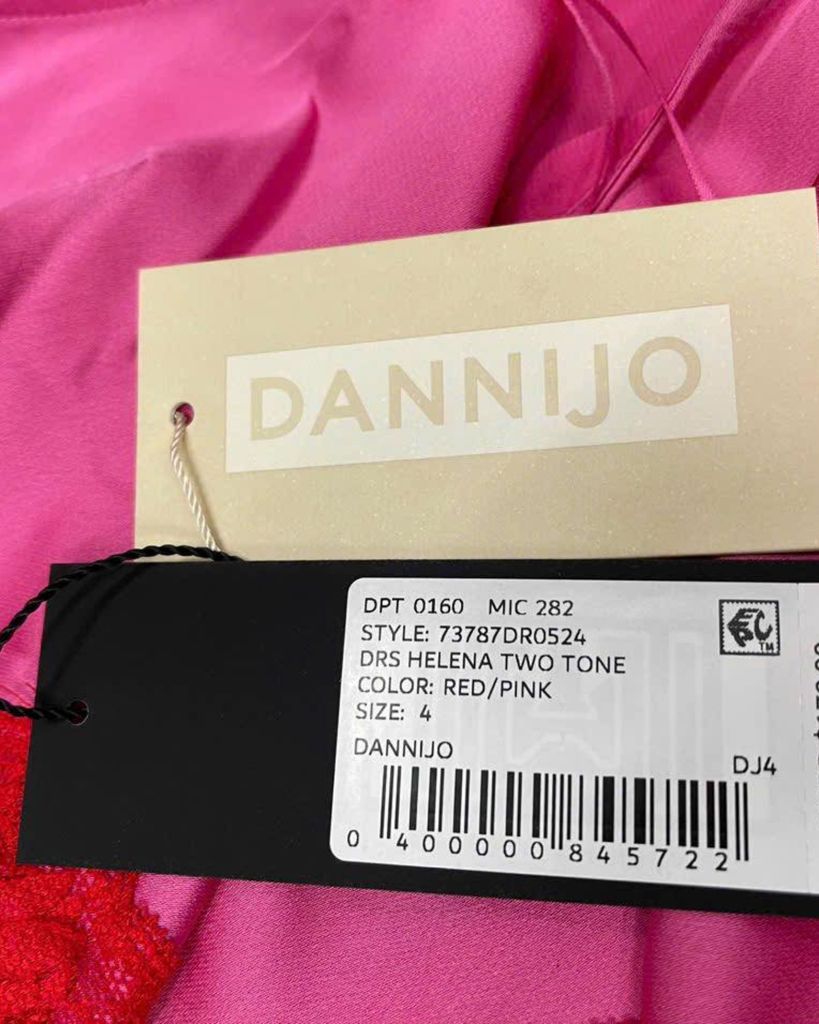 DANNIJO
DPT 0160 MIC 282
STYLE: 73787DR0524
DRS HELENA TWO TONE
COLOR: RED/PINK
SIZE: 4
DANNIJO
DJ4
0 400000 845722
TM